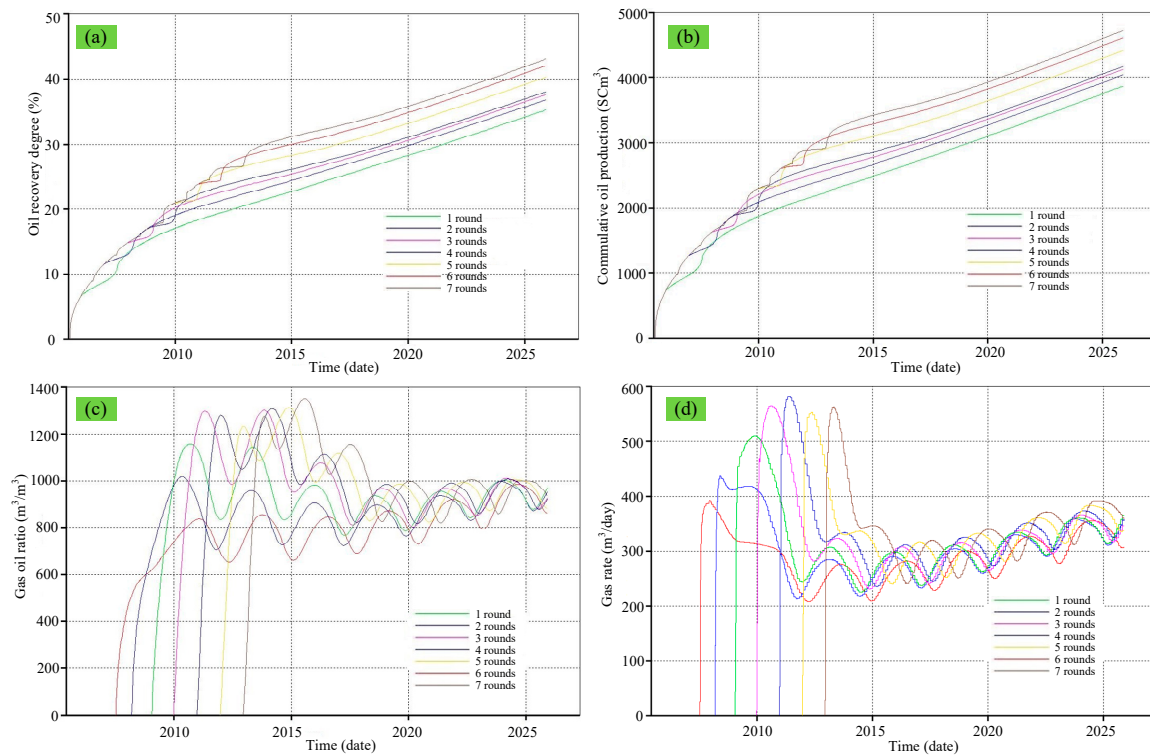 (a)
Oil recovery degree (%)
50
40
30
20
10
0
1 round
2 rounds
3 rounds
4 rounds
5 rounds
6 rounds
7 rounds
2010 2015 2020 2025
Time (date)
(b)
Commulative oil production (SCm³)
5000
4000
3000
2000
1000
0
1 round
2 rounds
3 rounds
4 rounds
5 rounds
6 rounds
7 rounds
2010 2015 2020 2025
Time (date)
(c)
Gas oil ratio (m³/m³)
1400
1200
1000
800
600
400
200
0
1 round
2 rounds
3 rounds
4 rounds
5 rounds
6 rounds
7 rounds
2010 2015 2020 2025
Time (date)
(d)
Gas rate (m³/day)
600
500
400
300
200
100
0
1 round
2 rounds
3 rounds
4 rounds
5 rounds
6 rounds
7 rounds
2010 2015 2020 2025
Time (date)